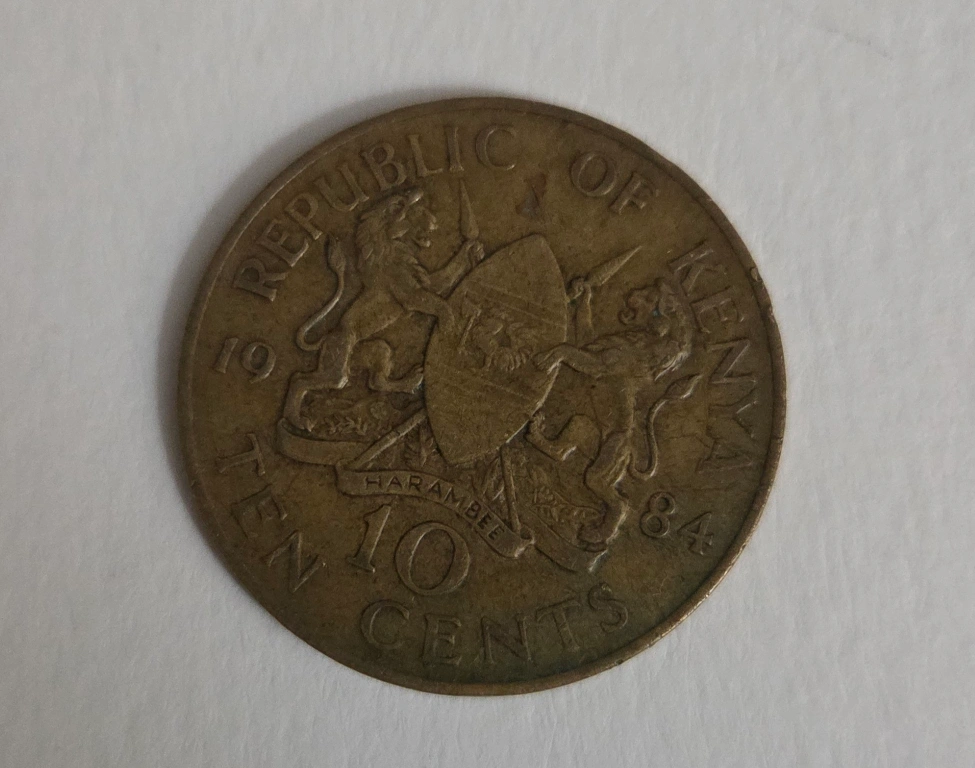 REPUBLIC OF KENYA
19 84
HARAMBEE
10
TEN CENTS